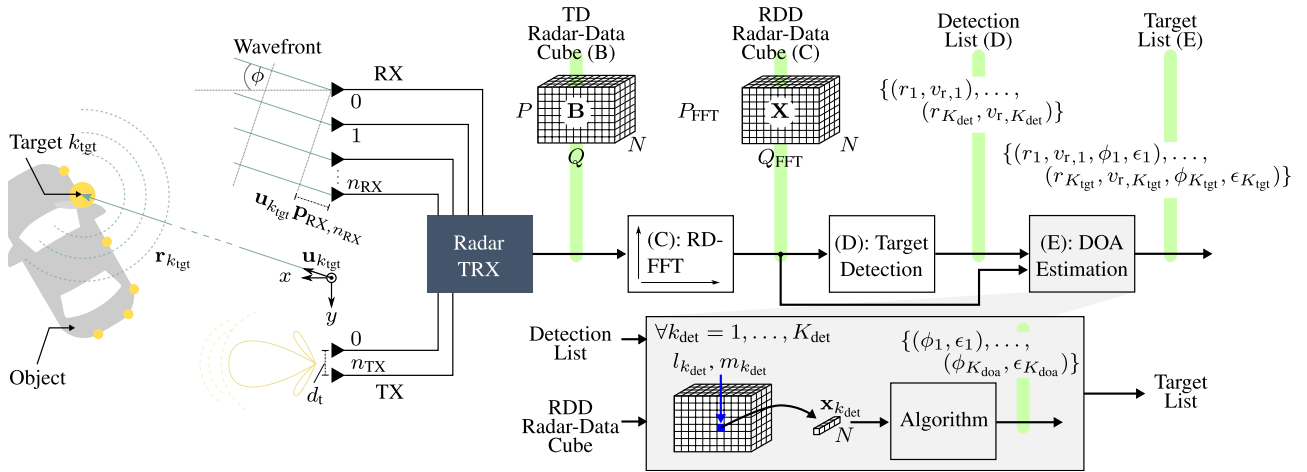 Wavefront
ϕ
RX
0
1
⋮
n_RX
Target k_tgt
u_{k_tgt} p_{RX, n_RX}
r_{k_tgt}
u_{k_tgt}
x
y
Object
0
n_TX
d_t
TX
Radar
TRX
TD
Radar-Data
Cube (B)
P
B
Q
N
(C): RD-
FFT
RDD
Radar-Data
Cube (C)
P_FFT
X
Q_FFT
N
(D): Target
Detection
Detection
List (D)
{(r_1, v_{r,1}), . . . ,
(r_{K_det}, v_{r,K_det})}
Target
List (E)
{(r_1, v_{r,1}, ϕ_1, ϵ_1), . . . ,
(r_{K_tgt}, v_{r,K_tgt}, ϕ_{K_tgt}, ϵ_{K_tgt})}
(E): DOA
Estimation
Detection
List
RDD
Radar-Data
Cube
∀k_det = 1, . . . , K_det
l_{k_det}, m_{k_det}
x_{k_det}
N
Algorithm
{(ϕ_1, ϵ_1), . . . ,
(ϕ_{K_doa}, ϵ_{K_doa})}
Target
List